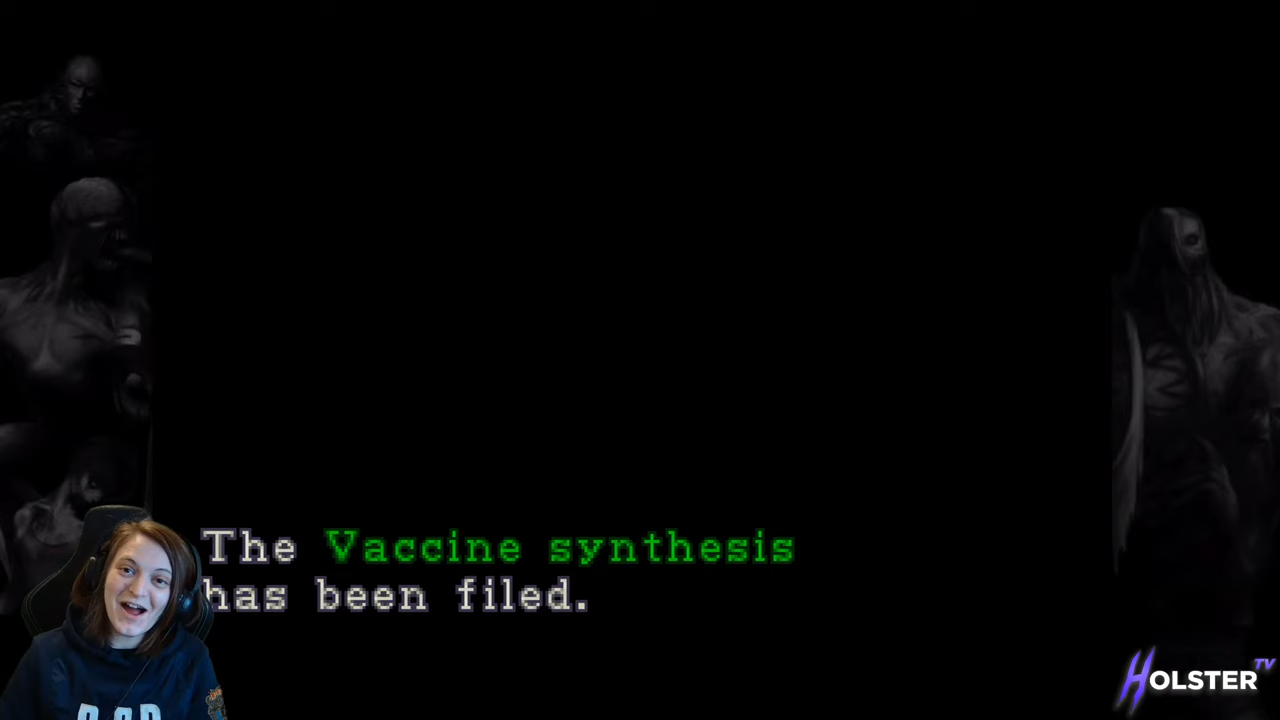 The Vaccine synthesis
has been filed.
HOLSTER TV